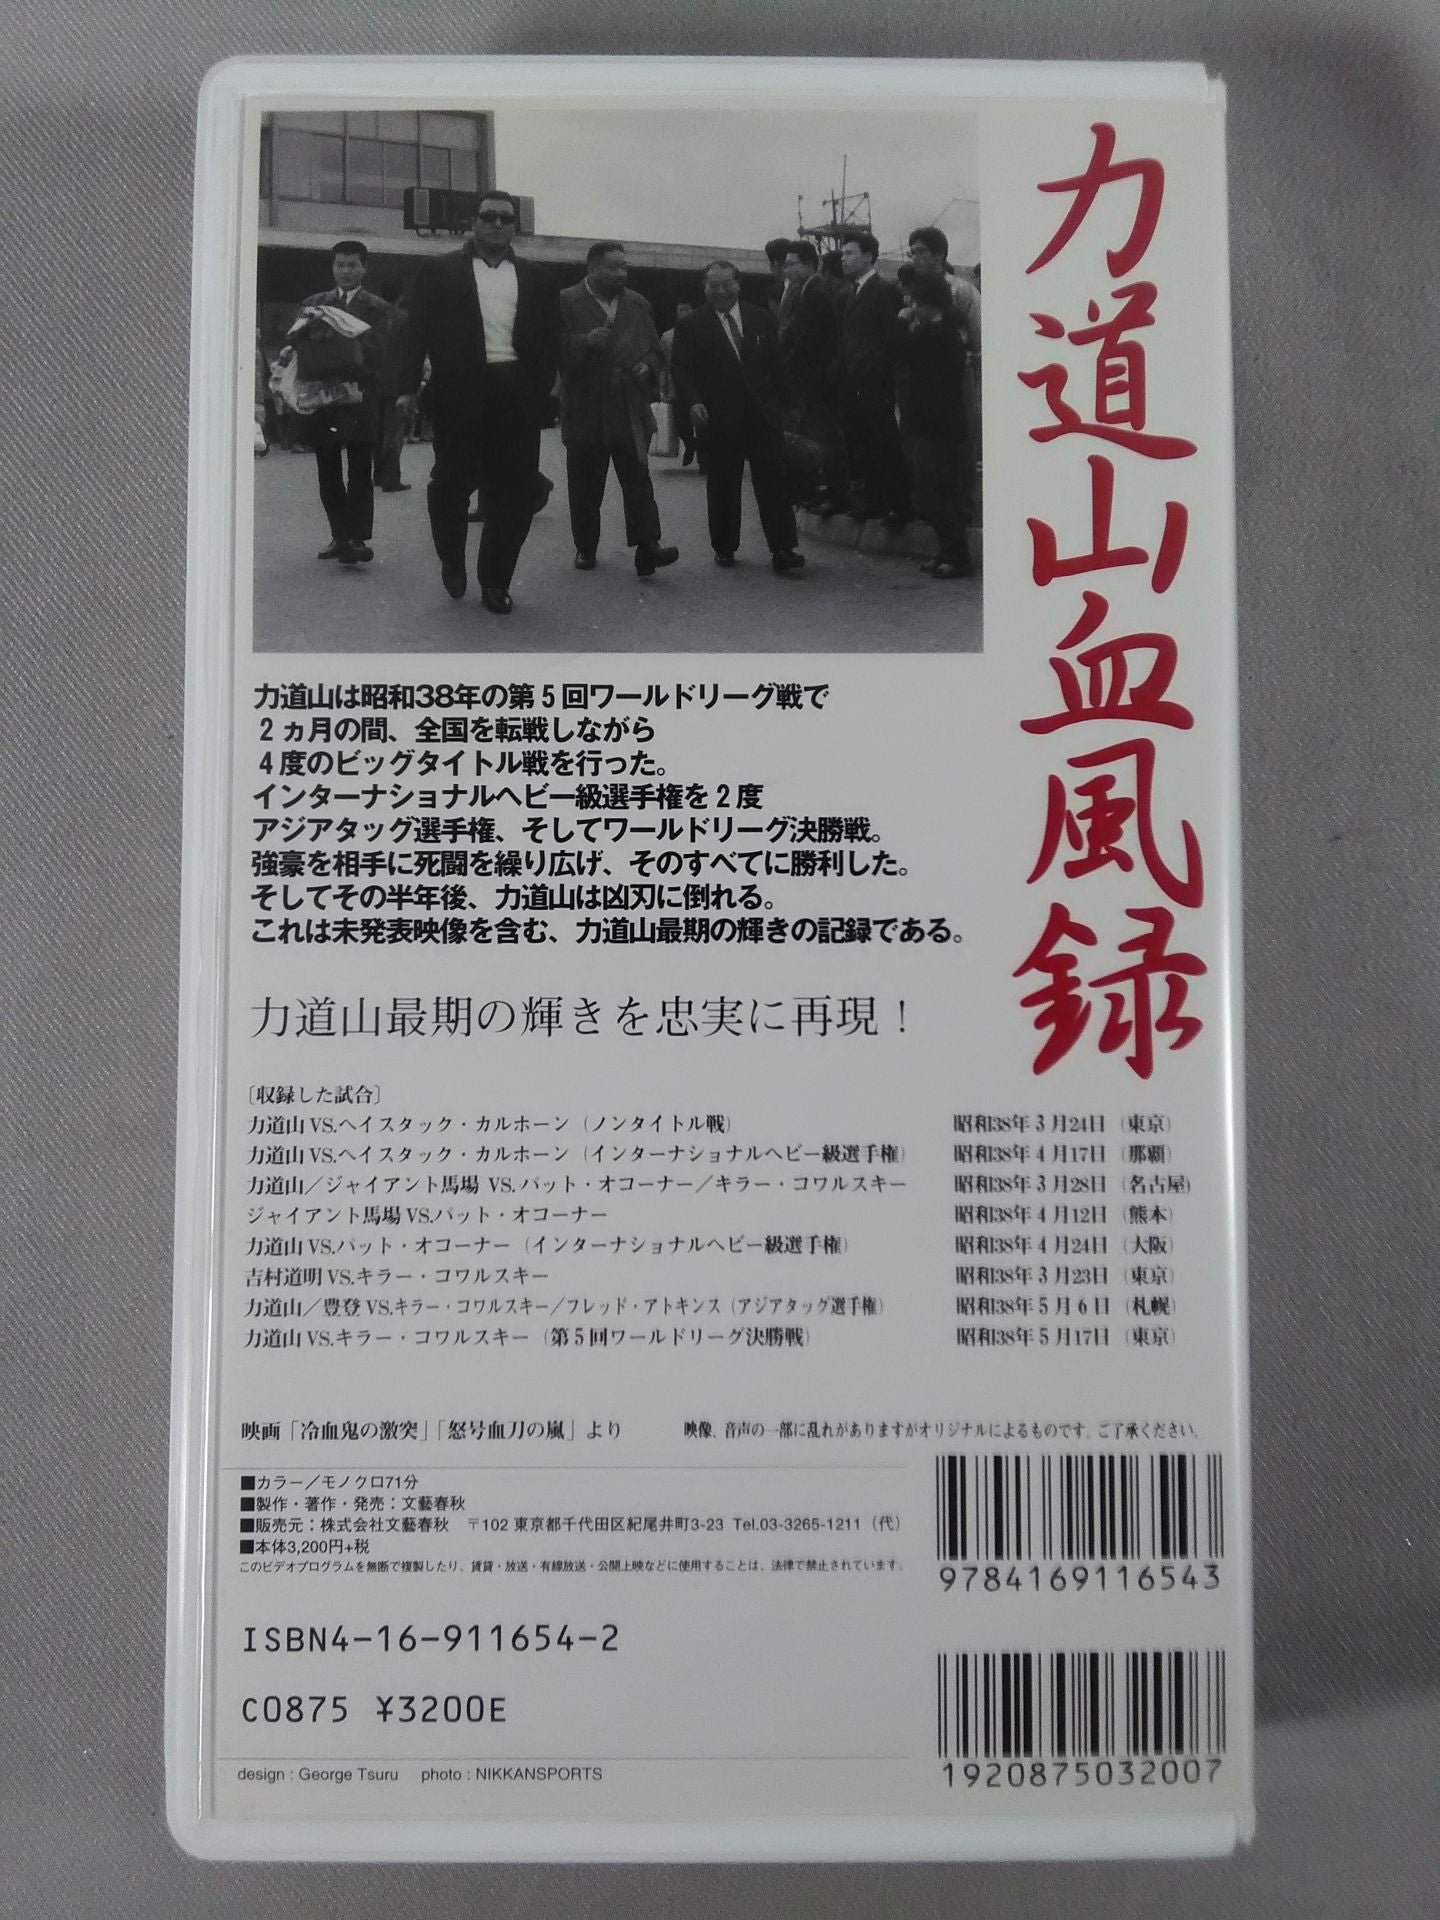 力道山血風録
力道山は昭和38年の第5回ワールドリーグ戦で
2ヵ月の間、全国を転戦しながら
4度のビッグタイトル戦を行った。
インターナショナルヘビー級選手権を2度
アジアタッグ選手権、そしてワールドリーグ決勝戦。
強豪を相手に死闘を繰り広げ、そのすべてに勝利した。
そしてその半年後、力道山は凶刃に倒れる。
これは未発表映像を含む、力道山最期の輝きの記録である。
力道山最期の輝きを忠実に再現！
〔収録した試合〕
力道山VS.ヘイスタック・カルホーン（ノンタイトル戦） 昭和38年3月24日（東京）
力道山VS.ヘイスタック・カルホーン（インターナショナルヘビー級選手権） 昭和38年4月17日（那覇）
力道山／ジャイアント馬場 VS.パット・オコーナー／キラー・コワルスキー 昭和38年3月28日（名古屋）
ジャイアント馬場VS.パット・オコーナー 昭和38年4月12日（熊本）
力道山VS.パット・オコーナー（インターナショナルヘビー級選手権） 昭和38年4月24日（大阪）
吉村道明VS.キラー・コワルスキー 昭和38年3月23日（東京）
力道山／豊登VS.キラー・コワルスキー／フレッド・アトキンス（アジアタッグ選手権） 昭和38年5月6日（札幌）
力道山VS.キラー・コワルスキー（第5回ワールドリーグ決勝戦） 昭和38年5月17日（東京）
映画「冷血鬼の激突」「怒号血刀の嵐」より 映像、音声の一部に乱れがありますがオリジナルによるものです。ご了承ください。
■カラー／モノクロ71分
■製作・著作・発売：文藝春秋
■販売元：株式会社文藝春秋 〒102 東京都千代田区紀尾井町3-23 Tel.03-3265-1211（代）
■本体3,200円+税
このビデオプログラムを無断で複製したり、賃貸・放送・有線放送・公開上映などに使用することは、法律で禁止されています。
9784169116543
ISBN4-16-911654-2
C0875 ¥3200E
1920875032007
design : George Tsuru photo : NIKKANSPORTS